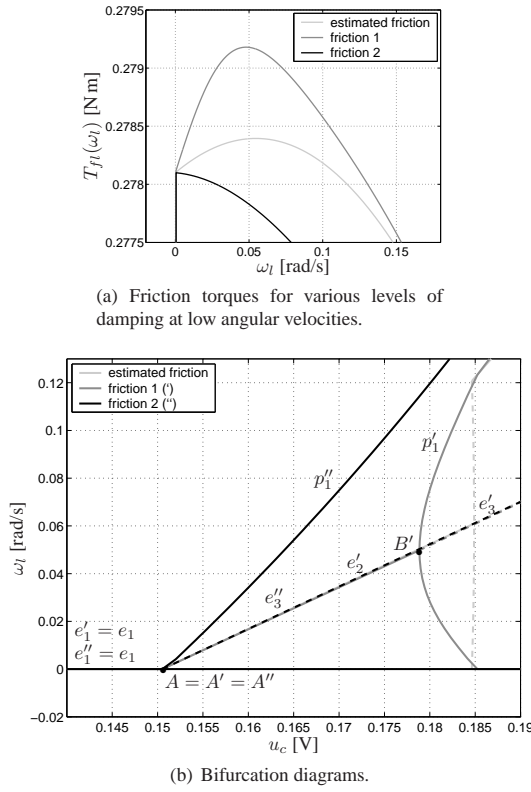 0.2795
0.279
0.2785
0.278
0.2775
T_fl(ω_l) [N m]
estimated friction
friction 1
friction 2
0 0.05 0.1 0.15
ω_l [rad/s]
(a) Friction torques for various levels of
damping at low angular velocities.
0.12
0.1
0.08
0.06
0.04
0.02
0
−0.02
ω_l [rad/s]
estimated friction
friction 1 (')
friction 2 (‘‘)
p''_1
p'_1
e'_3
B'
e'_2
e''_3
e'_1 = e_1
e''_1 = e_1
A = A' = A''
0.145 0.15 0.155 0.16 0.165 0.17 0.175 0.18 0.185 0.19
u_c [V]
(b) Bifurcation diagrams.